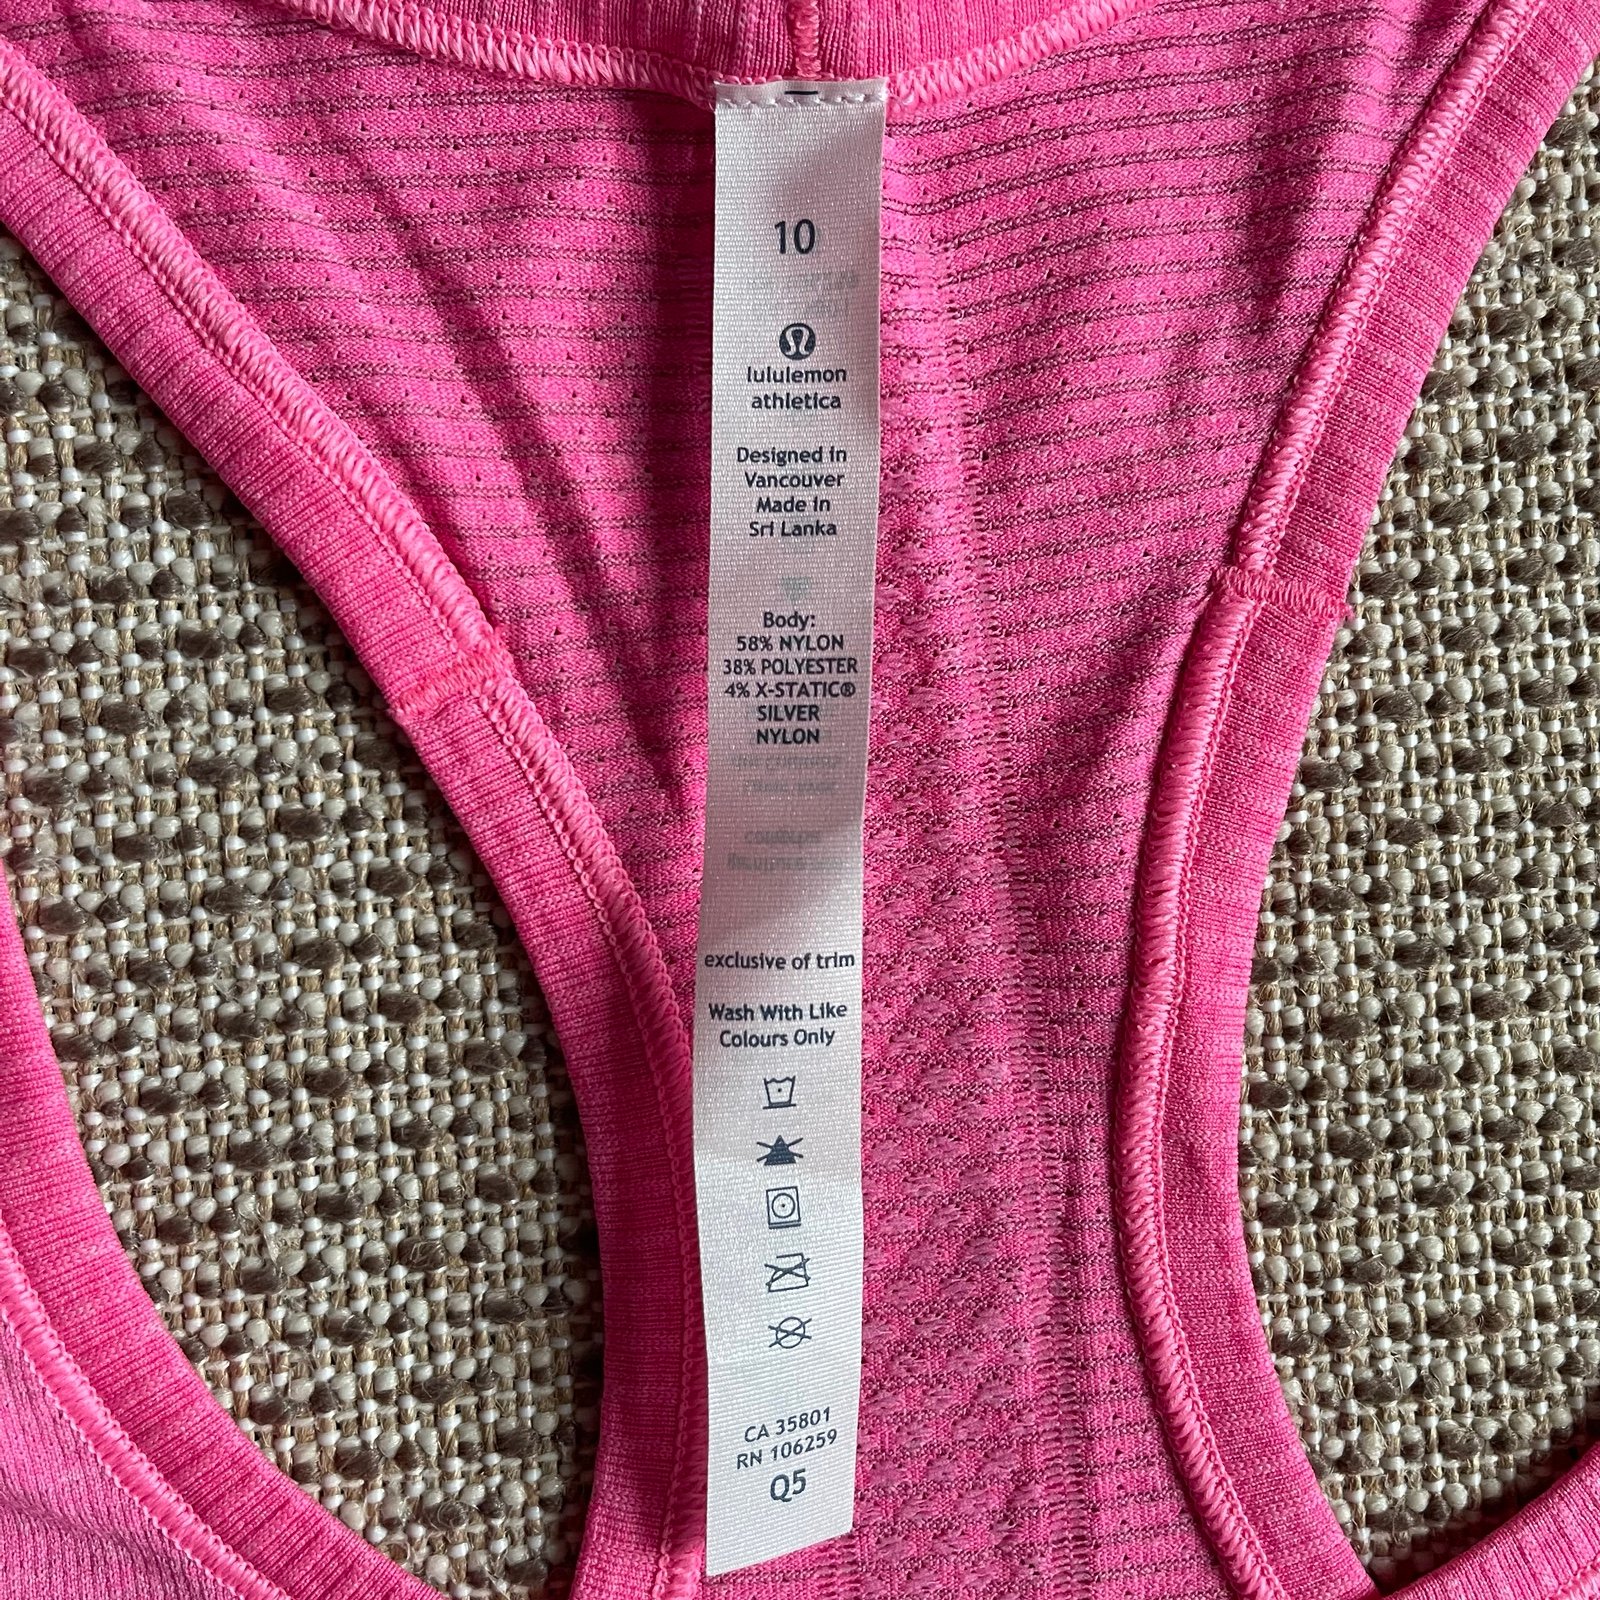 10
lululemon
athletica
Designed in
Vancouver
Made in
Sri Lanka
Body:
58% NYLON
38% POLYESTER
4% X-STATIC®
SILVER
NYLON
exclusive of trim
Wash With Like
Colours Only
CA 35801
RN 106259
Q5